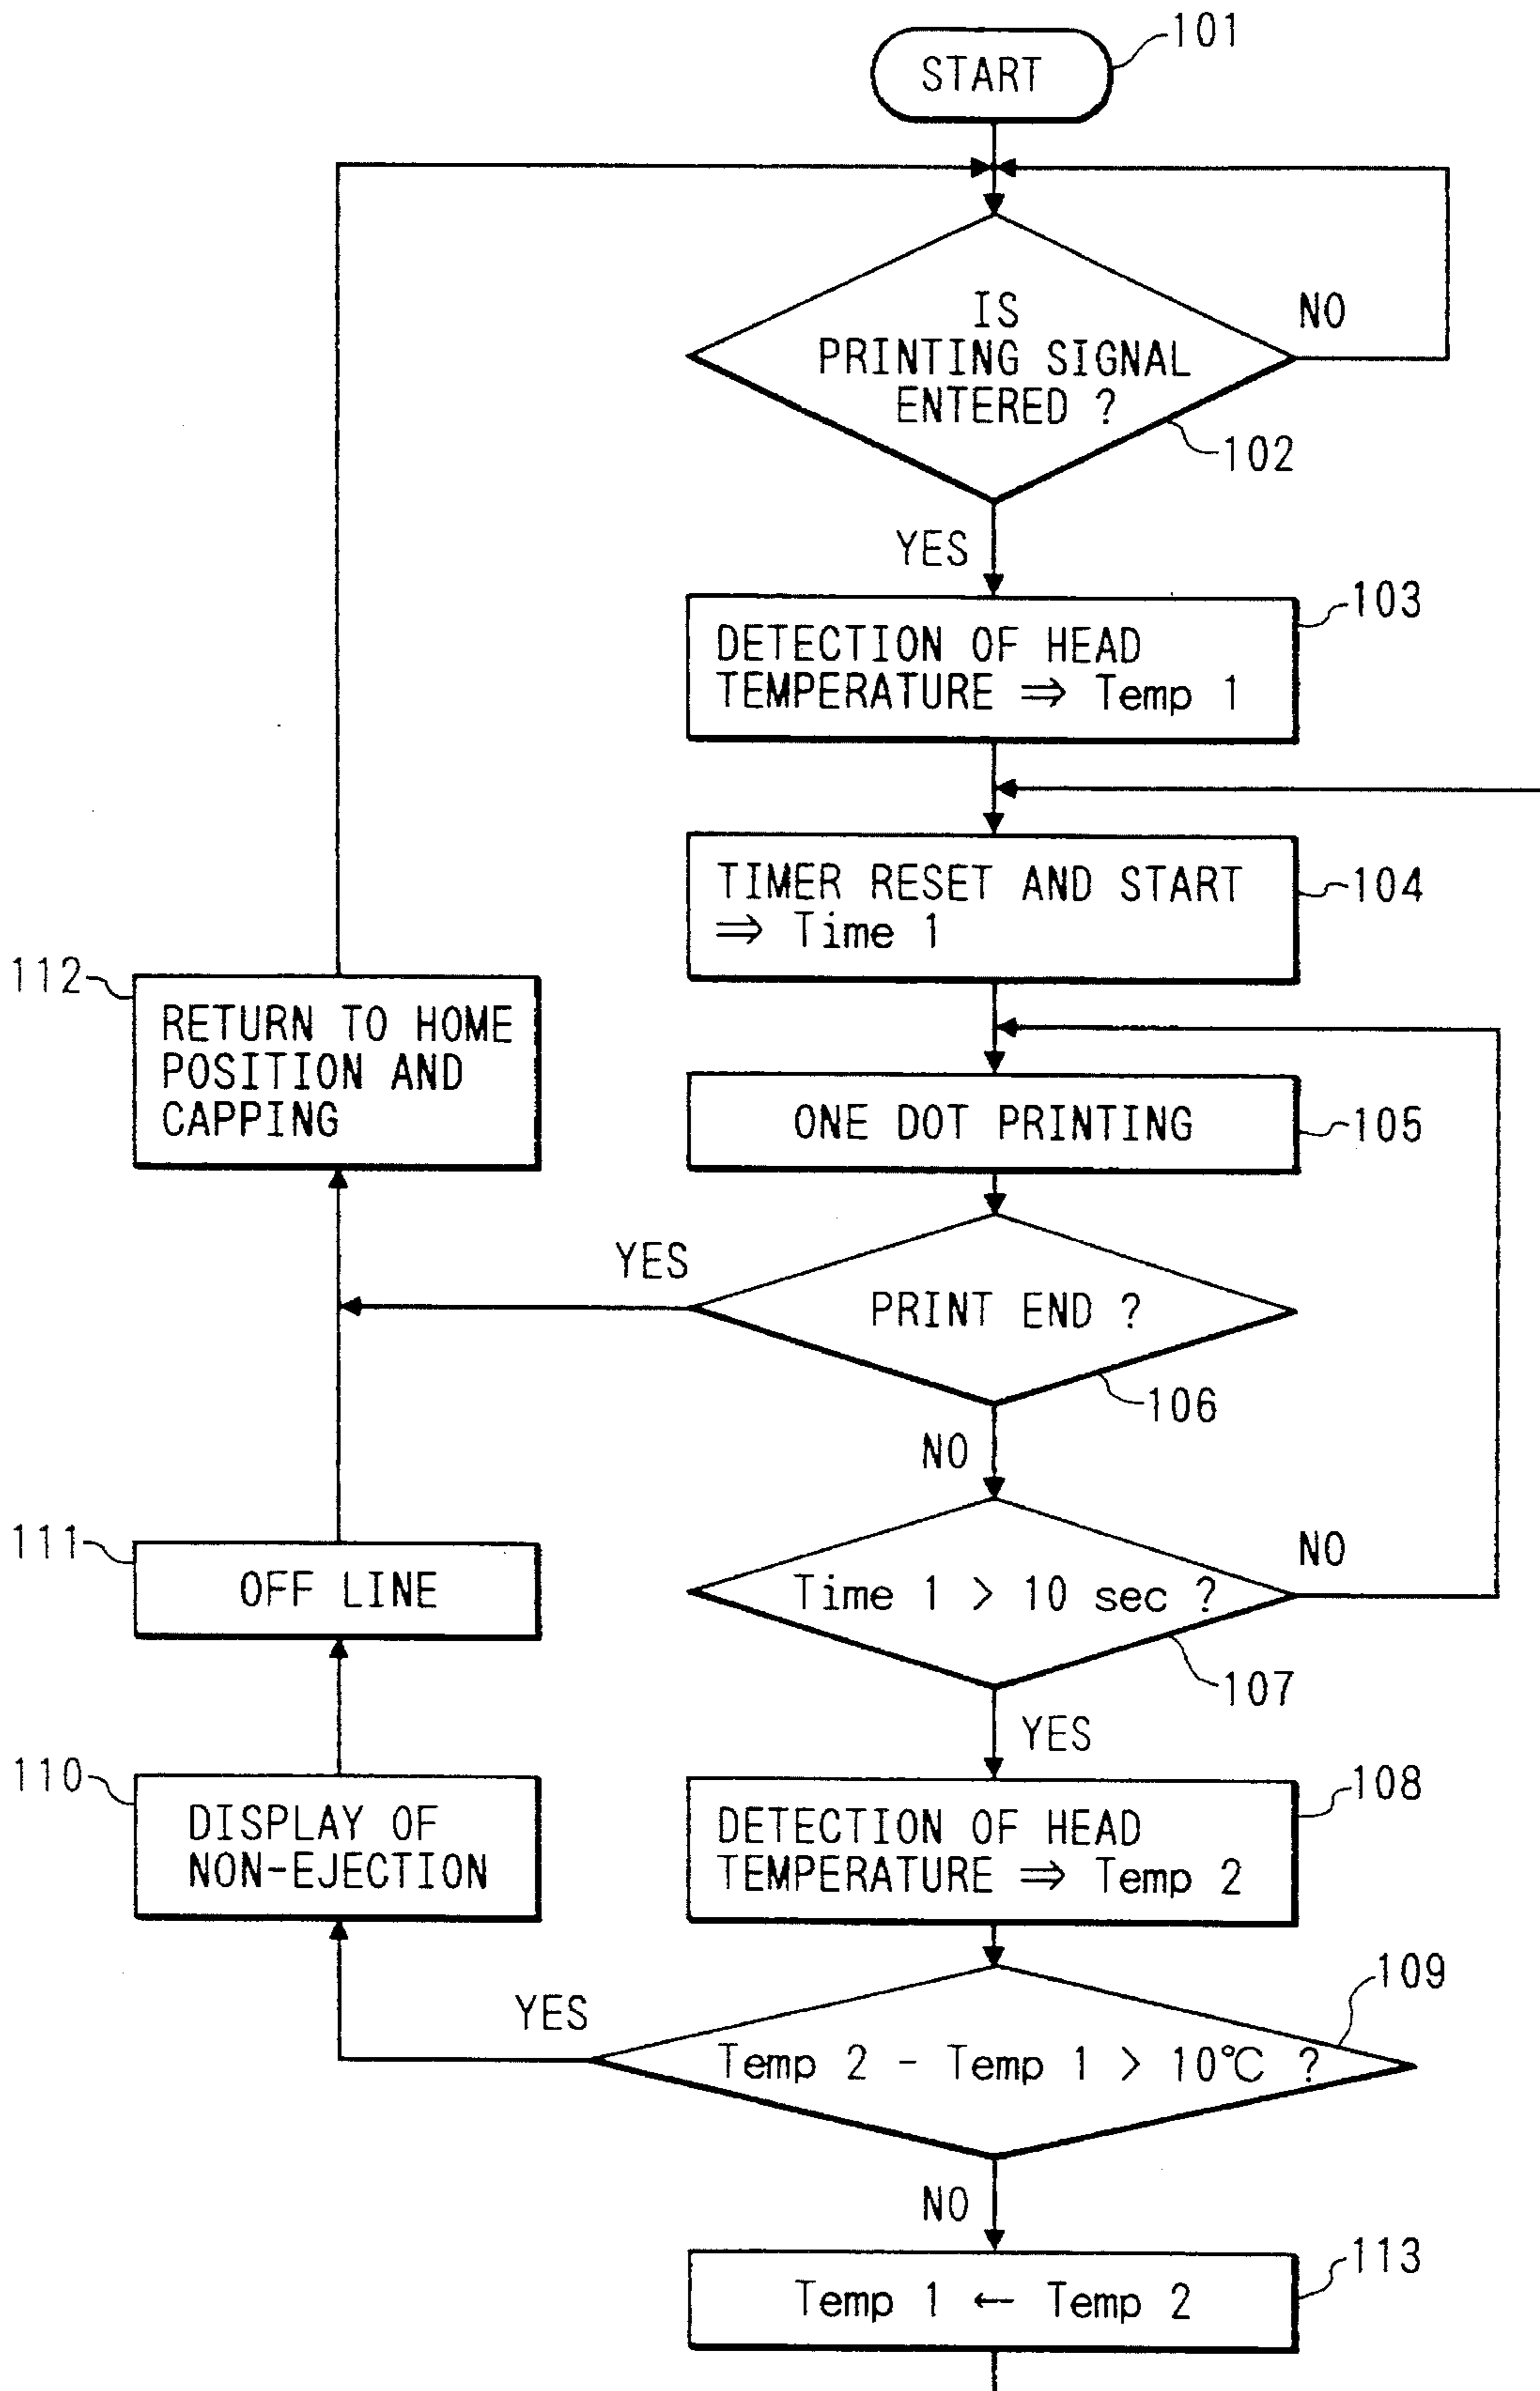 START
101
IS
PRINTING SIGNAL
ENTERED ?
NO
102
YES
DETECTION OF HEAD
TEMPERATURE ⇒ Temp 1
103
TIMER RESET AND START
⇒ Time 1
104
112
RETURN TO HOME
POSITION AND
CAPPING
ONE DOT PRINTING
105
YES
PRINT END ?
106
NO
111
OFF LINE
Time 1 > 10 sec ?
NO
107
YES
110
DISPLAY OF
NON-EJECTION
DETECTION OF HEAD
TEMPERATURE ⇒ Temp 2
108
YES
Temp 2 - Temp 1 > 10℃ ?
109
NO
Temp 1 ← Temp 2
113